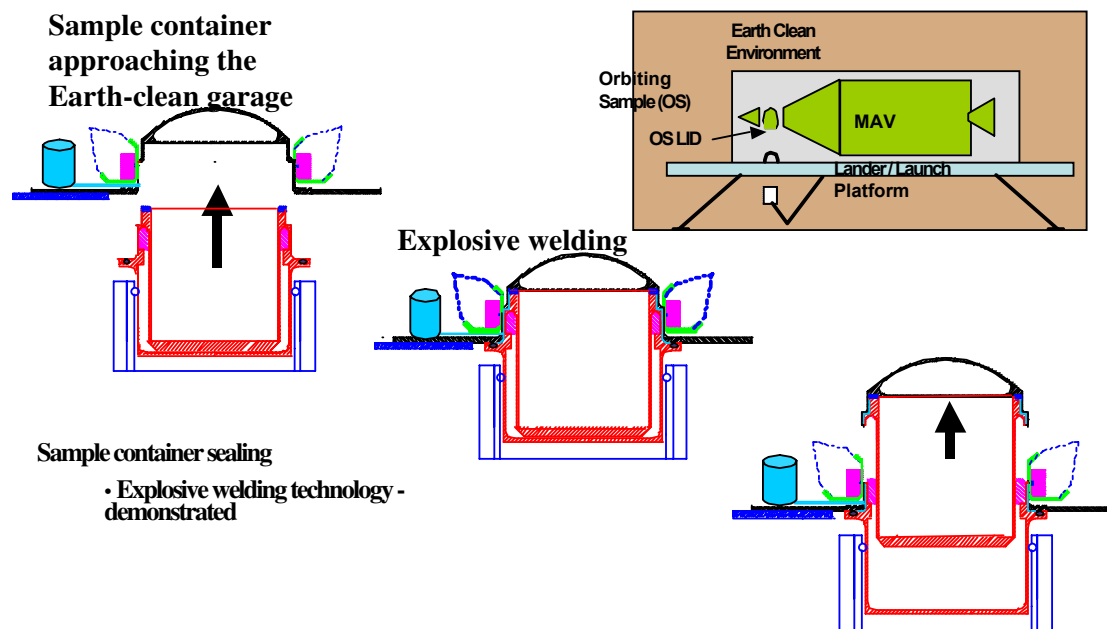 Sample container
approaching the
Earth-clean garage
Earth Clean
Environment
Orbiting
Sample (OS)
OS LID
MAV
Lander / Launch
Platform
Explosive welding
Sample container sealing
• Explosive welding technology -
demonstrated